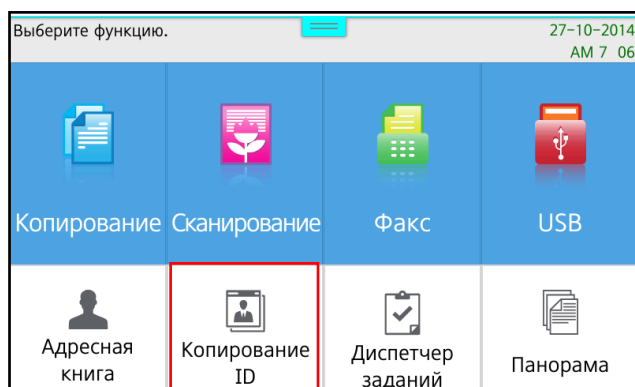 Выберите функцию.
27-10-2014
AM 7 06
Копирование Сканирование Факс USB
Адресная книга
Копирование ID
Диспетчер заданий
Панорама